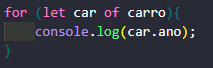 for (let car of carro){
    console.log(car.ano);
}